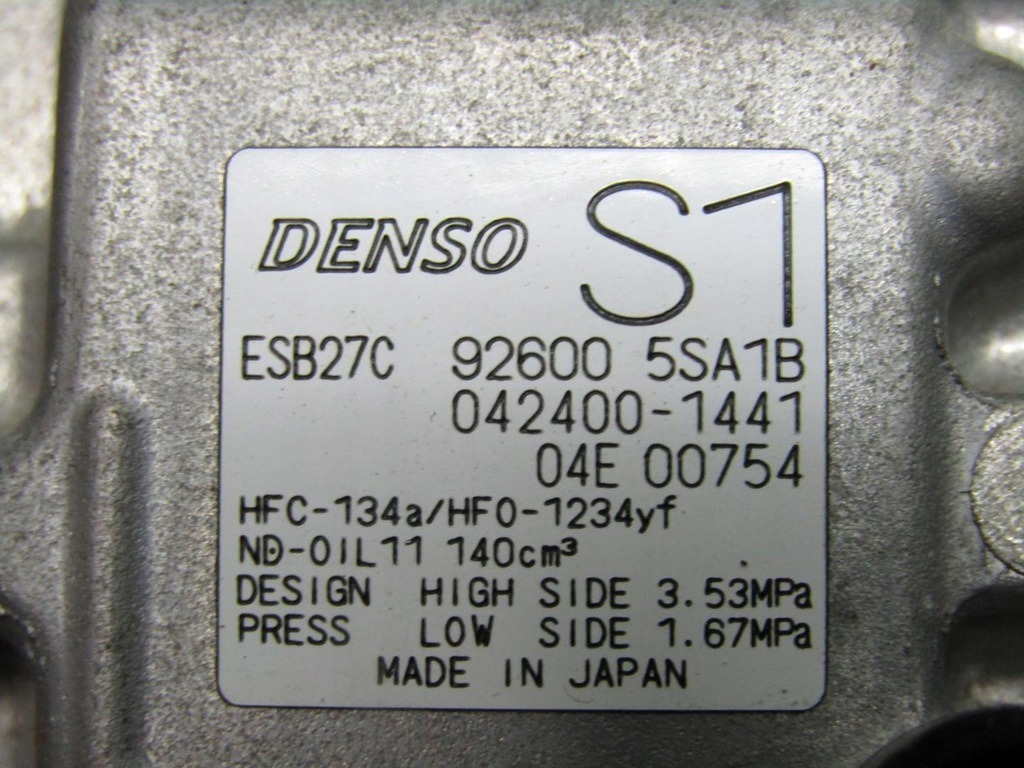 DENSO S1
ESB27C 92600 5SA1B
042400-1441
04E 00754
HFC-134a/HFO-1234yf
ND-OIL11 140cm³
DESIGN HIGH SIDE 3.53MPa
PRESS LOW SIDE 1.67MPa
MADE IN JAPAN